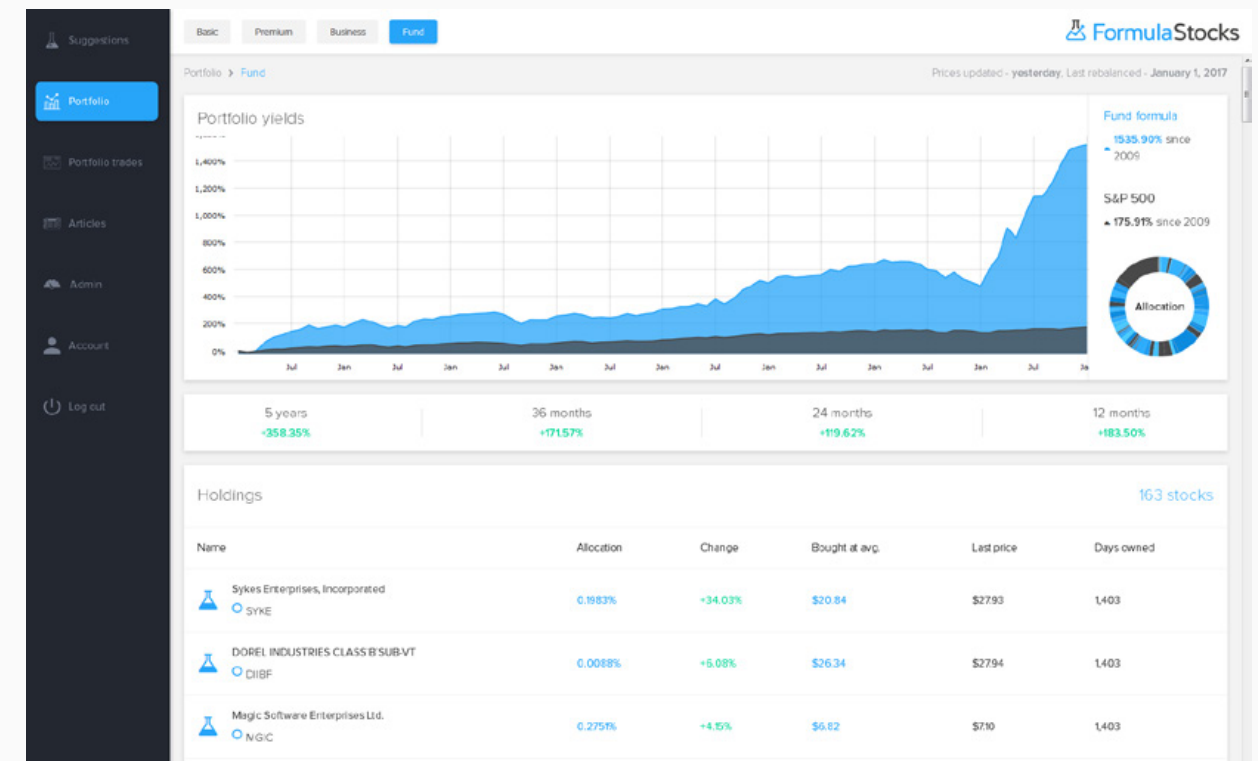 Suggestions
Portfolio
Portfolio trades
Articles
Admin
Account
Log out
Basic Premium Business Fund
FormulaStocks
Portfolio > Fund
Prices updated - yesterday, Last rebalanced - January 1, 2017
Portfolio yields
1,400%
1,200%
1,000%
800%
600%
400%
200%
0%
Jul Jan Jul Jan Jul Jan Jul Jan Jul Jan Jul Jan Jul Jan Jul Ja
Fund formula
1535.90% since
2009
S&P 500
175.91% since 2009
Allocation
5 years 36 months 24 months 12 months
+358.35% +171.57% +119.62% +183.50%
Holdings 163 stocks
Name Allocation Change Bought at avg. Last price Days owned
Sykes Enterprises, Incorporated
SYKE
0.1983% +34.03% $20.84 $27.93 1,403
DOREL INDUSTRIES CLASS B'SUB-VT
DIIBF
0.0088% +6.08% $26.34 $27.94 1,403
Magic Software Enterprises Ltd.
MGIC
0.2751% +4.15% $6.82 $7.10 1,403